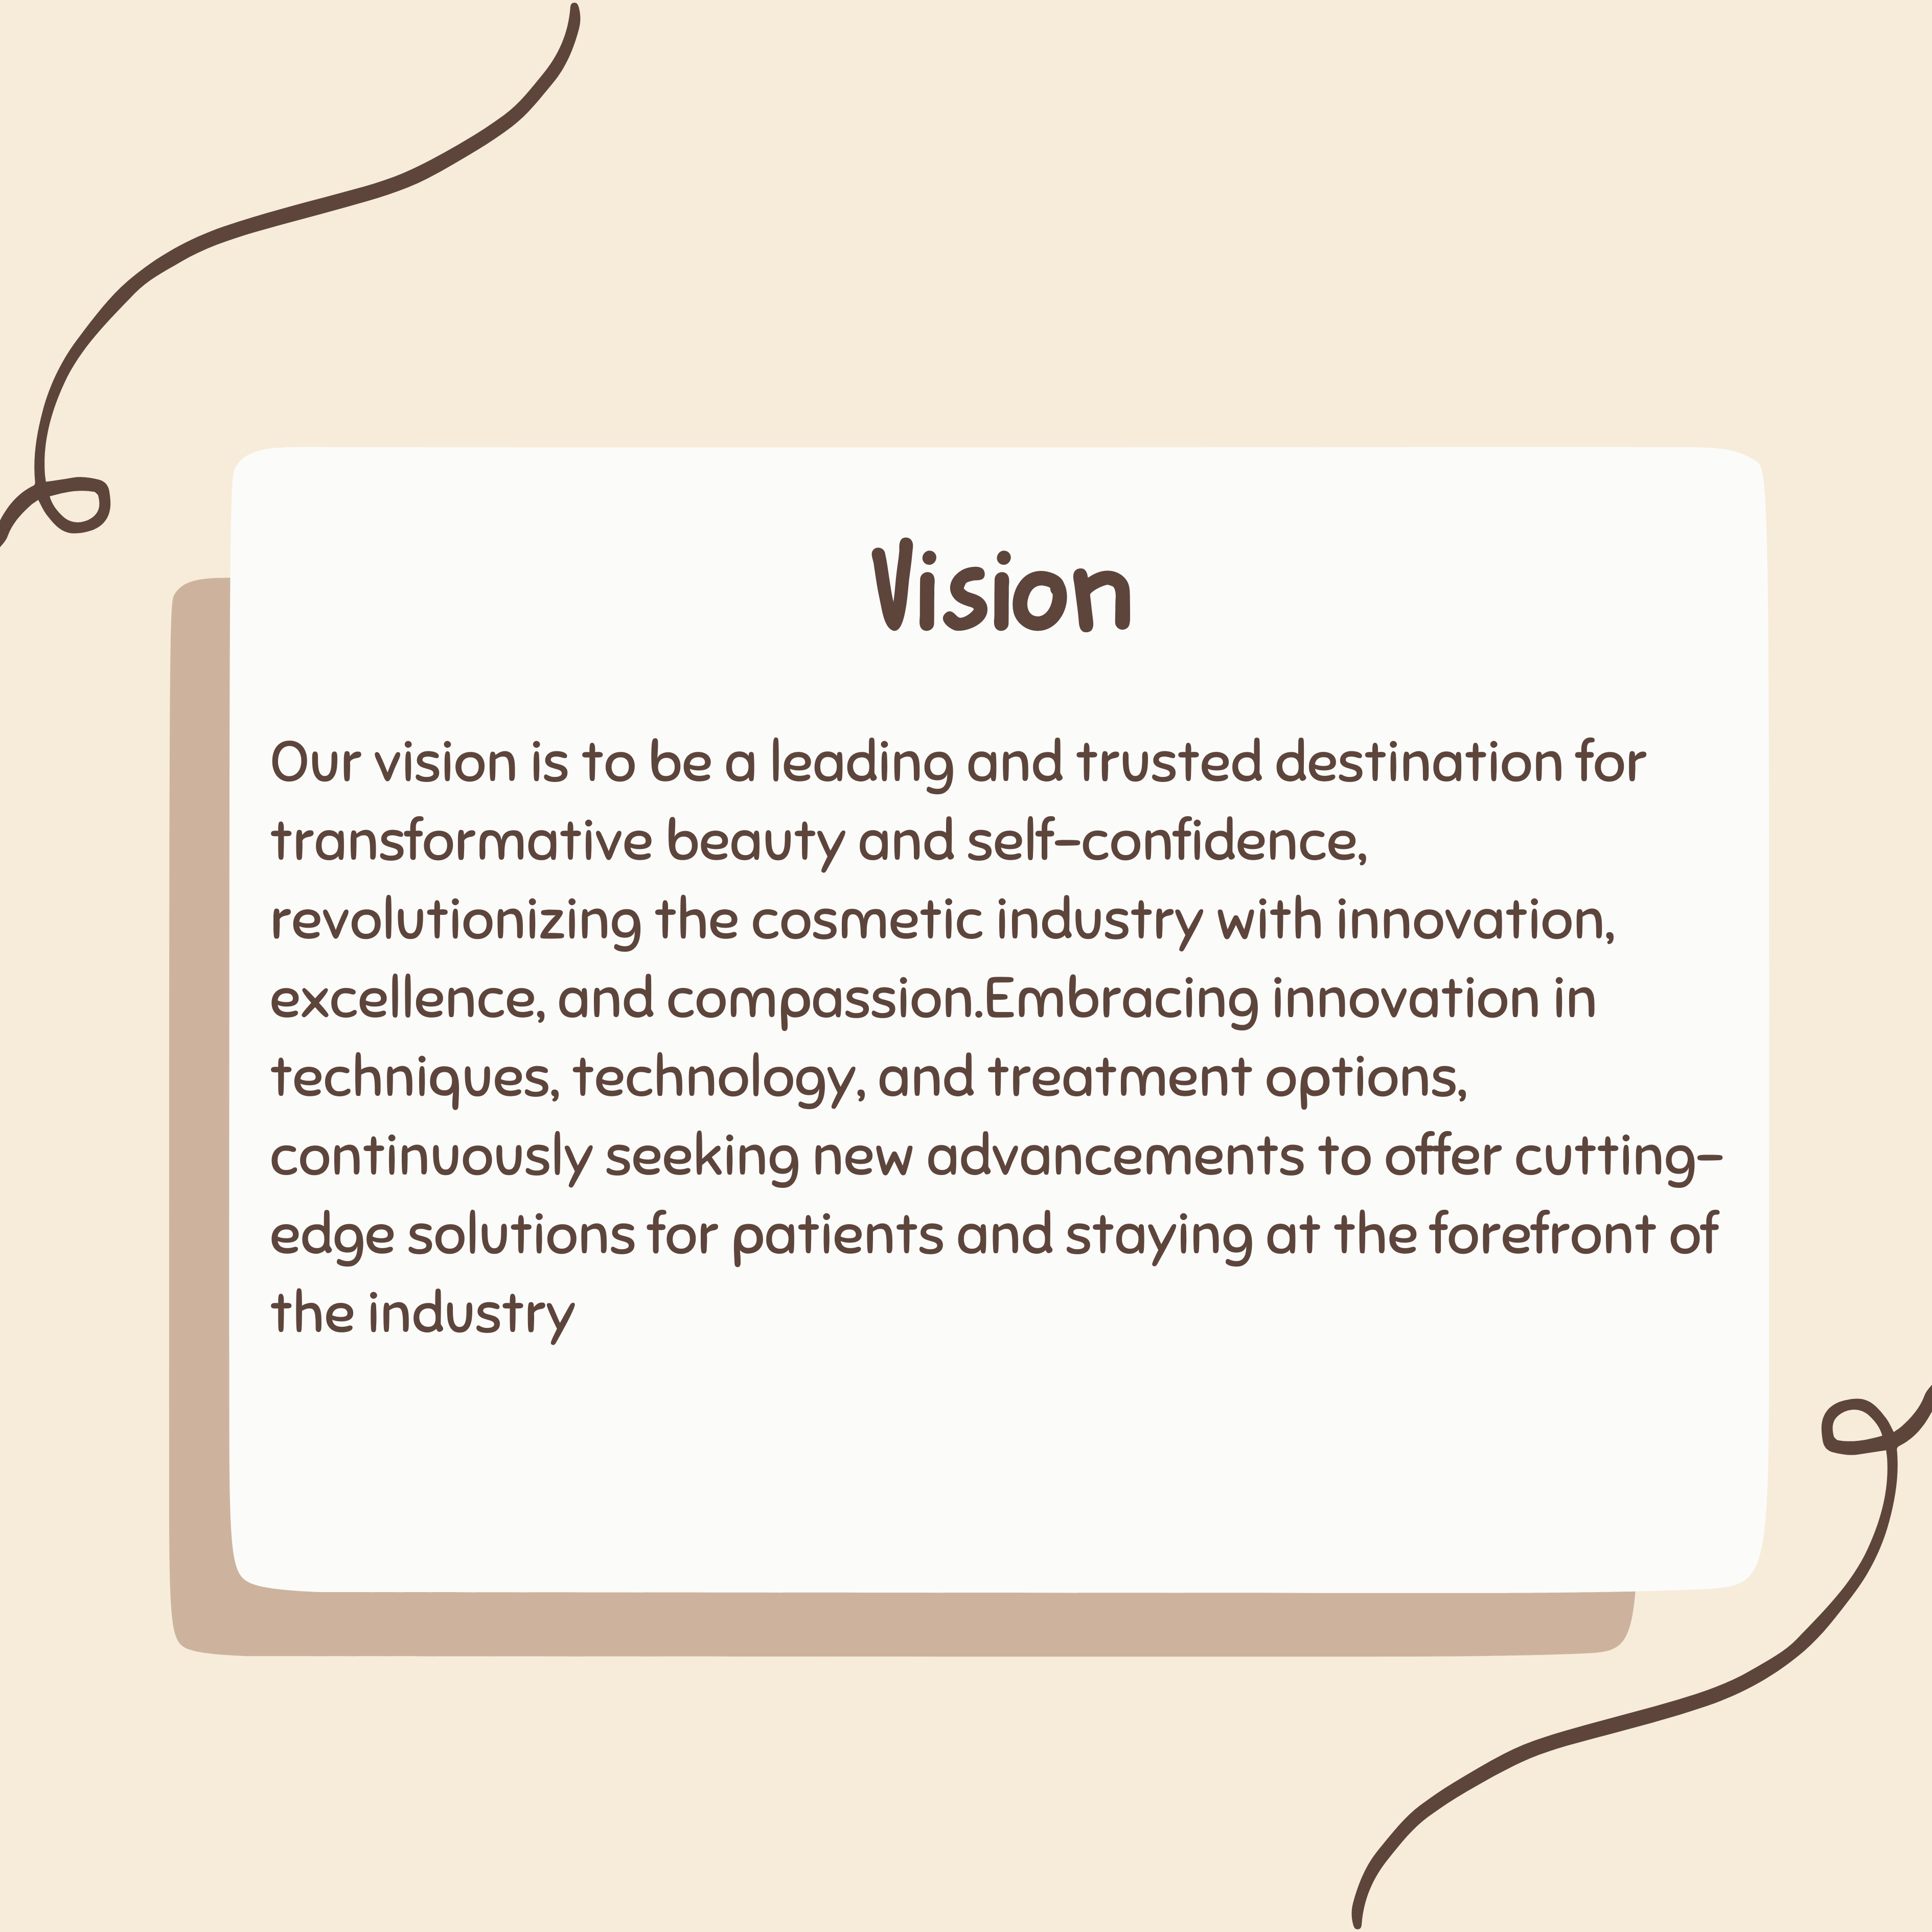 Vision
Our vision is to be a leading and trusted destination for
transformative beauty and self-confidence,
revolutionizing the cosmetic industry with innovation,
excellence, and compassion.Embracing innovation in
techniques, technology, and treatment options,
continuously seeking new advancements to offer cutting-
edge solutions for patients and staying at the forefront of
the industry